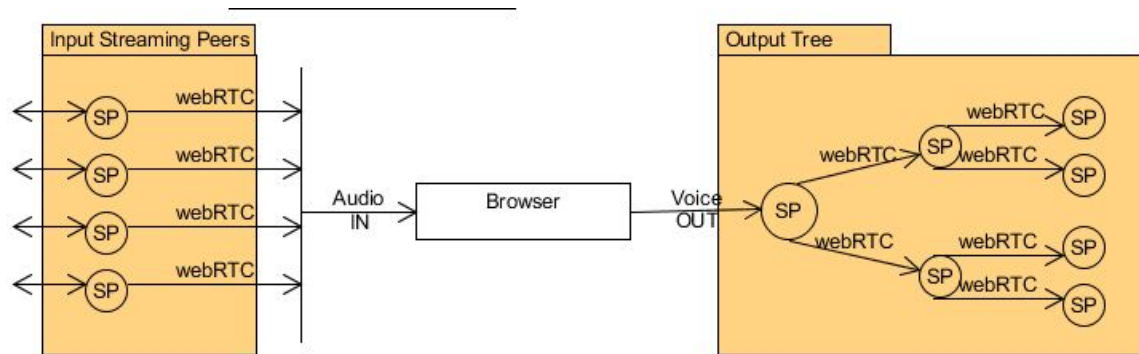 Input Streaming Peers
SP
webRTC
SP
webRTC
SP
webRTC
SP
webRTC
Audio
IN
Browser
Voice
OUT
Output Tree
SP
webRTC
webRTC
SP
webRTC
webRTC
SP
SP
SP
webRTC
webRTC
SP
SP